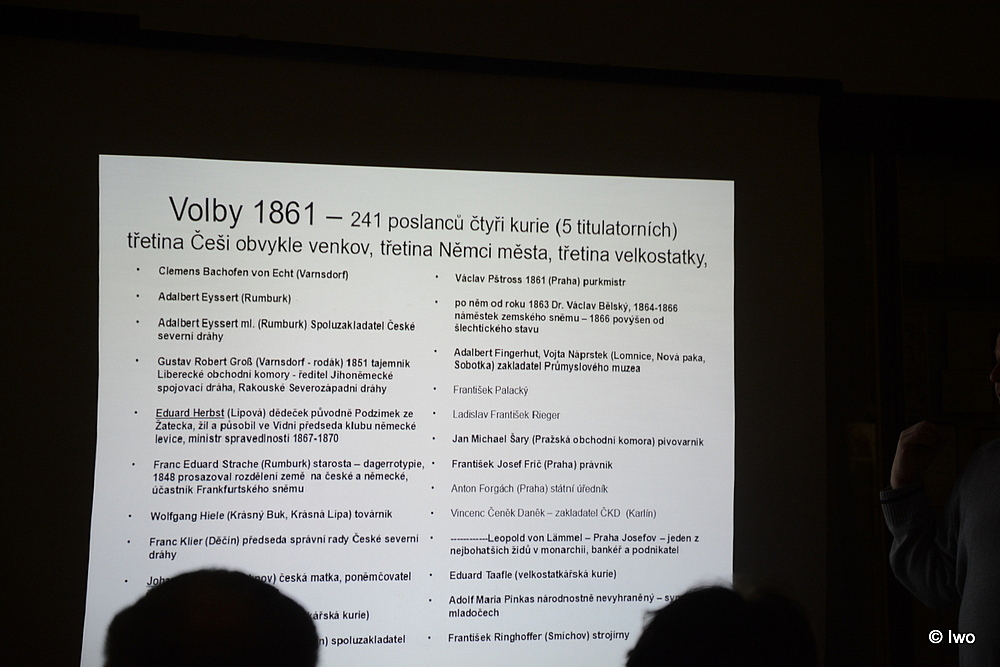 Volby 1861 – 241 poslanců čtyři kurie (5 titulatorních)
třetina Češi obvykle venkov, třetina Němci města, třetina velkostatky,
• Clemens Bachofen von Echt (Varnsdorf)
• Adalbert Eyssert (Rumburk)
• Adalbert Eyssert ml. (Rumburk) Spoluzakladatel České
severní dráhy
• Gustav Robert Groß (Varnsdorf - rodák) 1851 tajemník
Liberecké obchodní komory - ředitel Jihoněmecké
spojovací dráha, Rakouské Severozápadní dráhy
• Eduard Herbst (Lipová) dědeček původně Podzimek ze
Žatecka, žil a působil ve Vídni předseda klubu německé
levice, ministr spravedlnosti 1867-1870
• Franc Eduard Strache (Rumburk) starosta – dagerrotypie,
1848 prosazoval rozdělení země na české a německé,
účastník Frankfurtského sněmu
• Wolfgang Hiele (Krásný Buk, Krásná Lípa) továrník
• Franc Klier (Děčín) předseda správní rady České severní
dráhy
• česká matka, poněmčovatel
kurie)
spoluzakladatel
• Václav Pštross 1861 (Praha) purkmistr
• po něm od roku 1863 Dr. Václav Bělský, 1864-1866
náměstek zemského sněmu – 1866 povýšen od
šlechtického stavu
• Adalbert Fingerhut, Vojta Náprstek (Lomnice, Nová paka,
Sobotka) zakladatel Průmyslového muzea
• František Palacký
• Ladislav František Rieger
• Jan Michael Šary (Pražská obchodní komora) pivovarník
• František Josef Frič (Praha) právník
• Anton Forgách (Praha) státní úředník
• Vincenc Čeněk Daněk – zakladatel ČKD (Karlín)
• ------------Leopold von Lämmel – Praha Josefov – jeden z
nejbohatších židů v monarchii, bankéř a podnikatel
• Eduard Taafle (velkostatkářská kurie)
• Adolf Maria Pinkas národnostně nevyhraněný –
mladočech
• František Ringhoffer (Smíchov) strojírny
© lwo